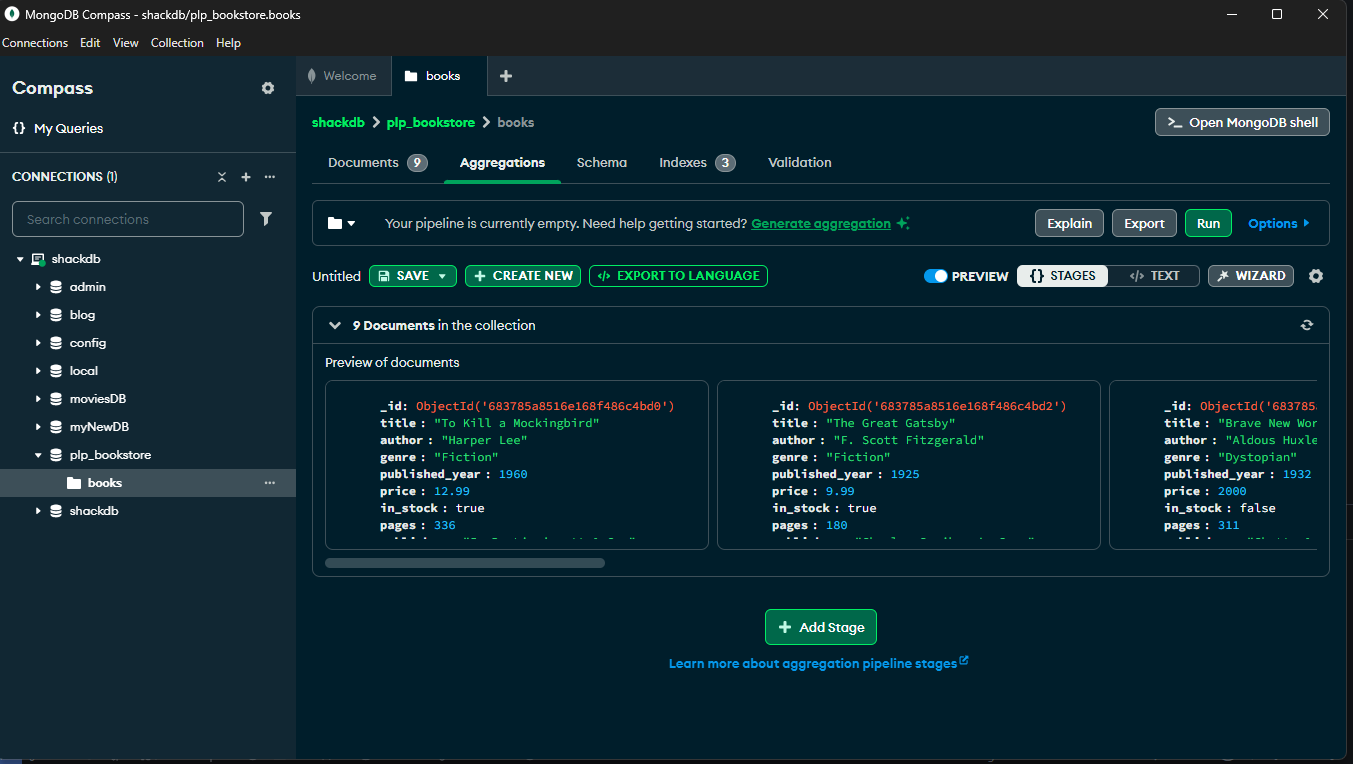 MongoDB Compass - shackdb/plp_bookstore.books
Connections Edit View Collection Help
Compass
{} My Queries
CONNECTIONS (1)
Search connections
shackdb
admin
blog
config
local
moviesDB
myNewDB
plp_bookstore
books
shackdb
Welcome
books
shackdb > plp_bookstore > books
>_ Open MongoDB shell
Documents 9 Aggregations Schema Indexes 3 Validation
Your pipeline is currently empty. Need help getting started? Generate aggregation
Explain Export Run Options
Untitled SAVE + CREATE NEW </> EXPORT TO LANGUAGE PREVIEW {} STAGES </> TEXT WIZARD
9 Documents in the collection
Preview of documents
_id: ObjectId('683785a8516e168f486c4bd0')
title : "To Kill a Mockingbird"
author : "Harper Lee"
genre : "Fiction"
published_year : 1960
price : 12.99
in_stock : true
pages : 336
_id: ObjectId('683785a8516e168f486c4bd2')
title : "The Great Gatsby"
author : "F. Scott Fitzgerald"
genre : "Fiction"
published_year : 1925
price : 9.99
in_stock : true
pages : 180
_id: ObjectId('683785
title : "Brave New Wor
author : "Aldous Huxle
genre : "Dystopian"
published_year : 1932
price : 2000
in_stock : false
pages : 311
+ Add Stage
Learn more about aggregation pipeline stages